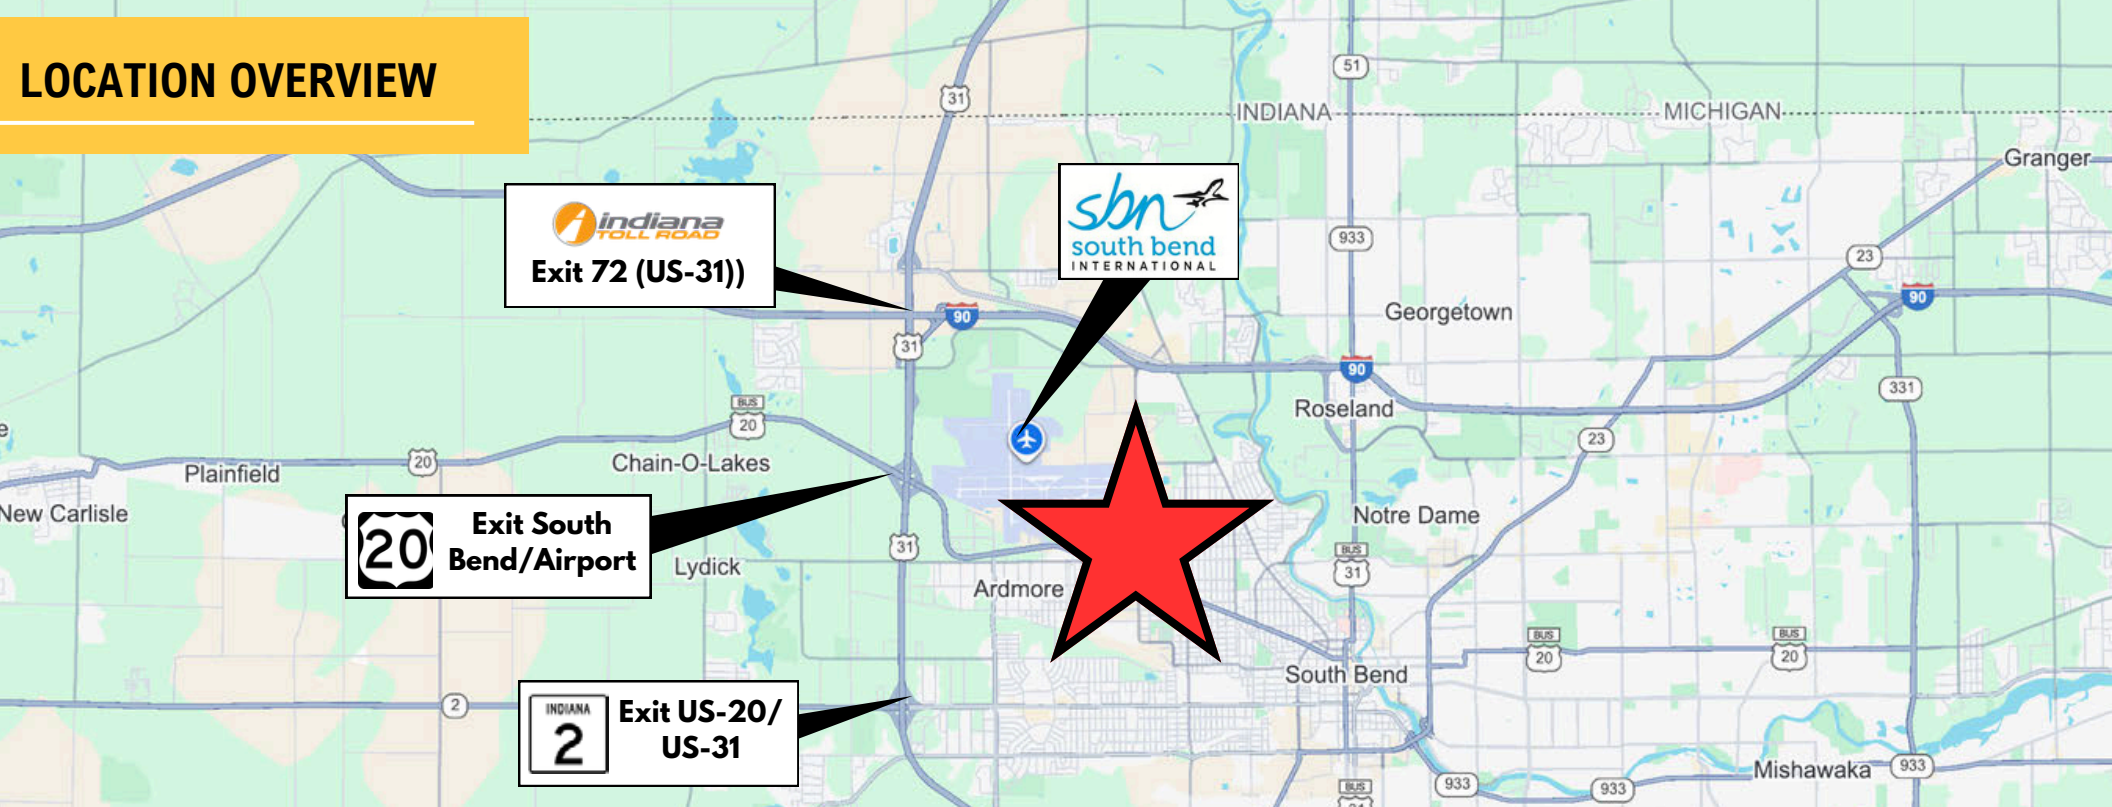 LOCATION OVERVIEW
51
31
INDIANA
MICHIGAN
Granger
indiana
TOLL ROAD
Exit 72 (US-31))
sbn
south bend
INTERNATIONAL
933
23
90
90
Georgetown
31
90
331
BUS
20
Roseland
23
20
Plainfield
Chain-O-Lakes
New Carlisle
20
Exit South
Bend/Airport
Notre Dame
31
BUS
31
Lydick
Ardmore
BUS
20
BUS
20
South Bend
2
INDIANA
2
Exit US-20/
US-31
Mishawaka
933
933
933
BUS